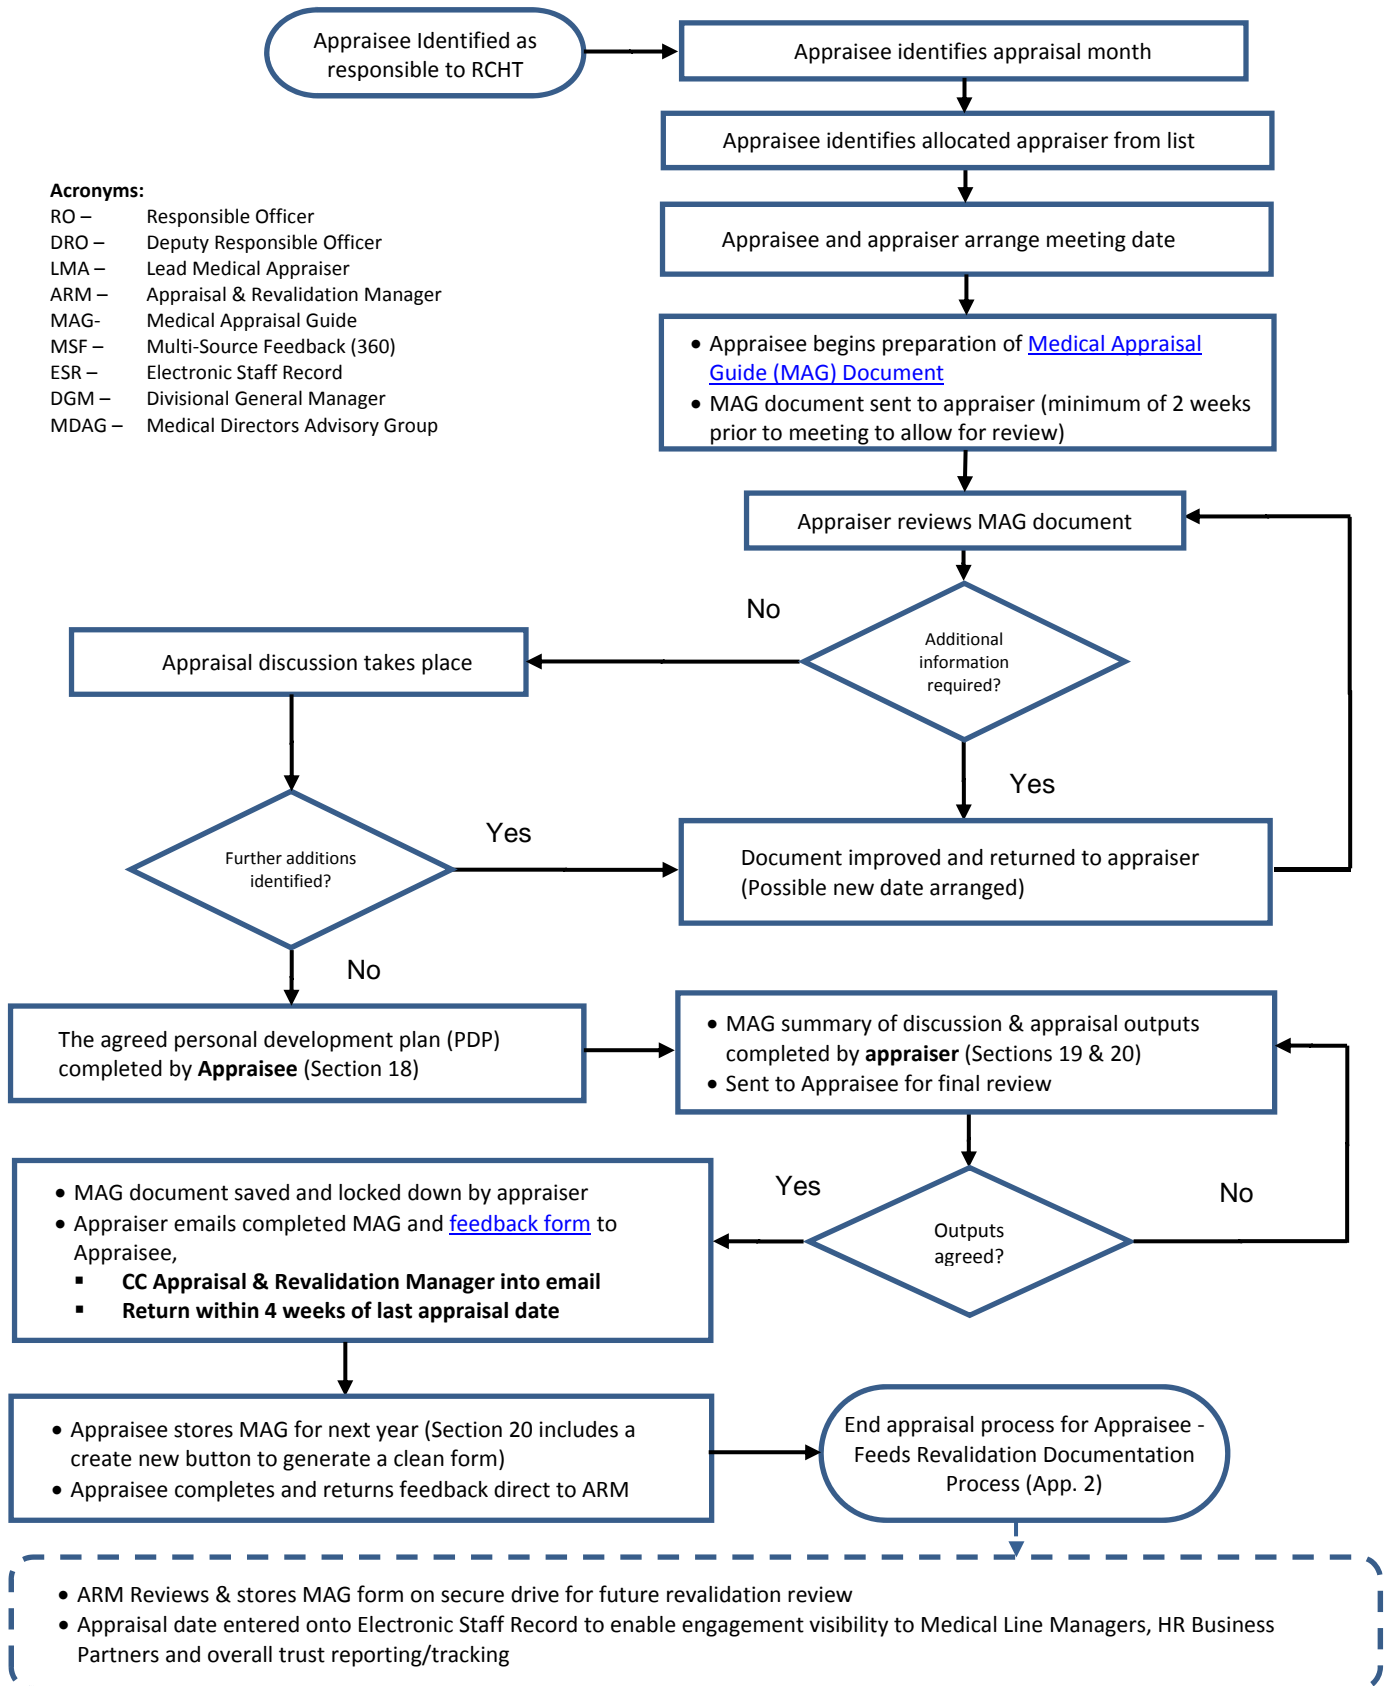 Appraisee Identified as
responsible to RCHT
Appraisee identifies appraisal month
Appraisee identifies allocated appraiser from list
Acronyms:
RO – Responsible Officer
DRO – Deputy Responsible Officer
LMA – Lead Medical Appraiser
ARM – Appraisal & Revalidation Manager
MAG- Medical Appraisal Guide
MSF – Multi-Source Feedback (360)
ESR – Electronic Staff Record
DGM – Divisional General Manager
MDAG – Medical Directors Advisory Group
Appraisee and appraiser arrange meeting date
• Appraisee begins preparation of Medical Appraisal
Guide (MAG) Document
• MAG document sent to appraiser (minimum of 2 weeks
prior to meeting to allow for review)
Appraiser reviews MAG document
No
Additional
information
required?
Appraisal discussion takes place
Yes
Further additions
identified?
Yes
Document improved and returned to appraiser
(Possible new date arranged)
No
The agreed personal development plan (PDP)
completed by Appraisee (Section 18)
• MAG summary of discussion & appraisal outputs
completed by appraiser (Sections 19 & 20)
• Sent to Appraisee for final review
Yes
No
Outputs
agreed?
• MAG document saved and locked down by appraiser
• Appraiser emails completed MAG and feedback form to
Appraisee,
▪ CC Appraisal & Revalidation Manager into email
▪ Return within 4 weeks of last appraisal date
• Appraisee stores MAG for next year (Section 20 includes a
create new button to generate a clean form)
• Appraisee completes and returns feedback direct to ARM
End appraisal process for Appraisee -
Feeds Revalidation Documentation
Process (App. 2)
• ARM Reviews & stores MAG form on secure drive for future revalidation review
• Appraisal date entered onto Electronic Staff Record to enable engagement visibility to Medical Line Managers, HR Business
Partners and overall trust reporting/tracking